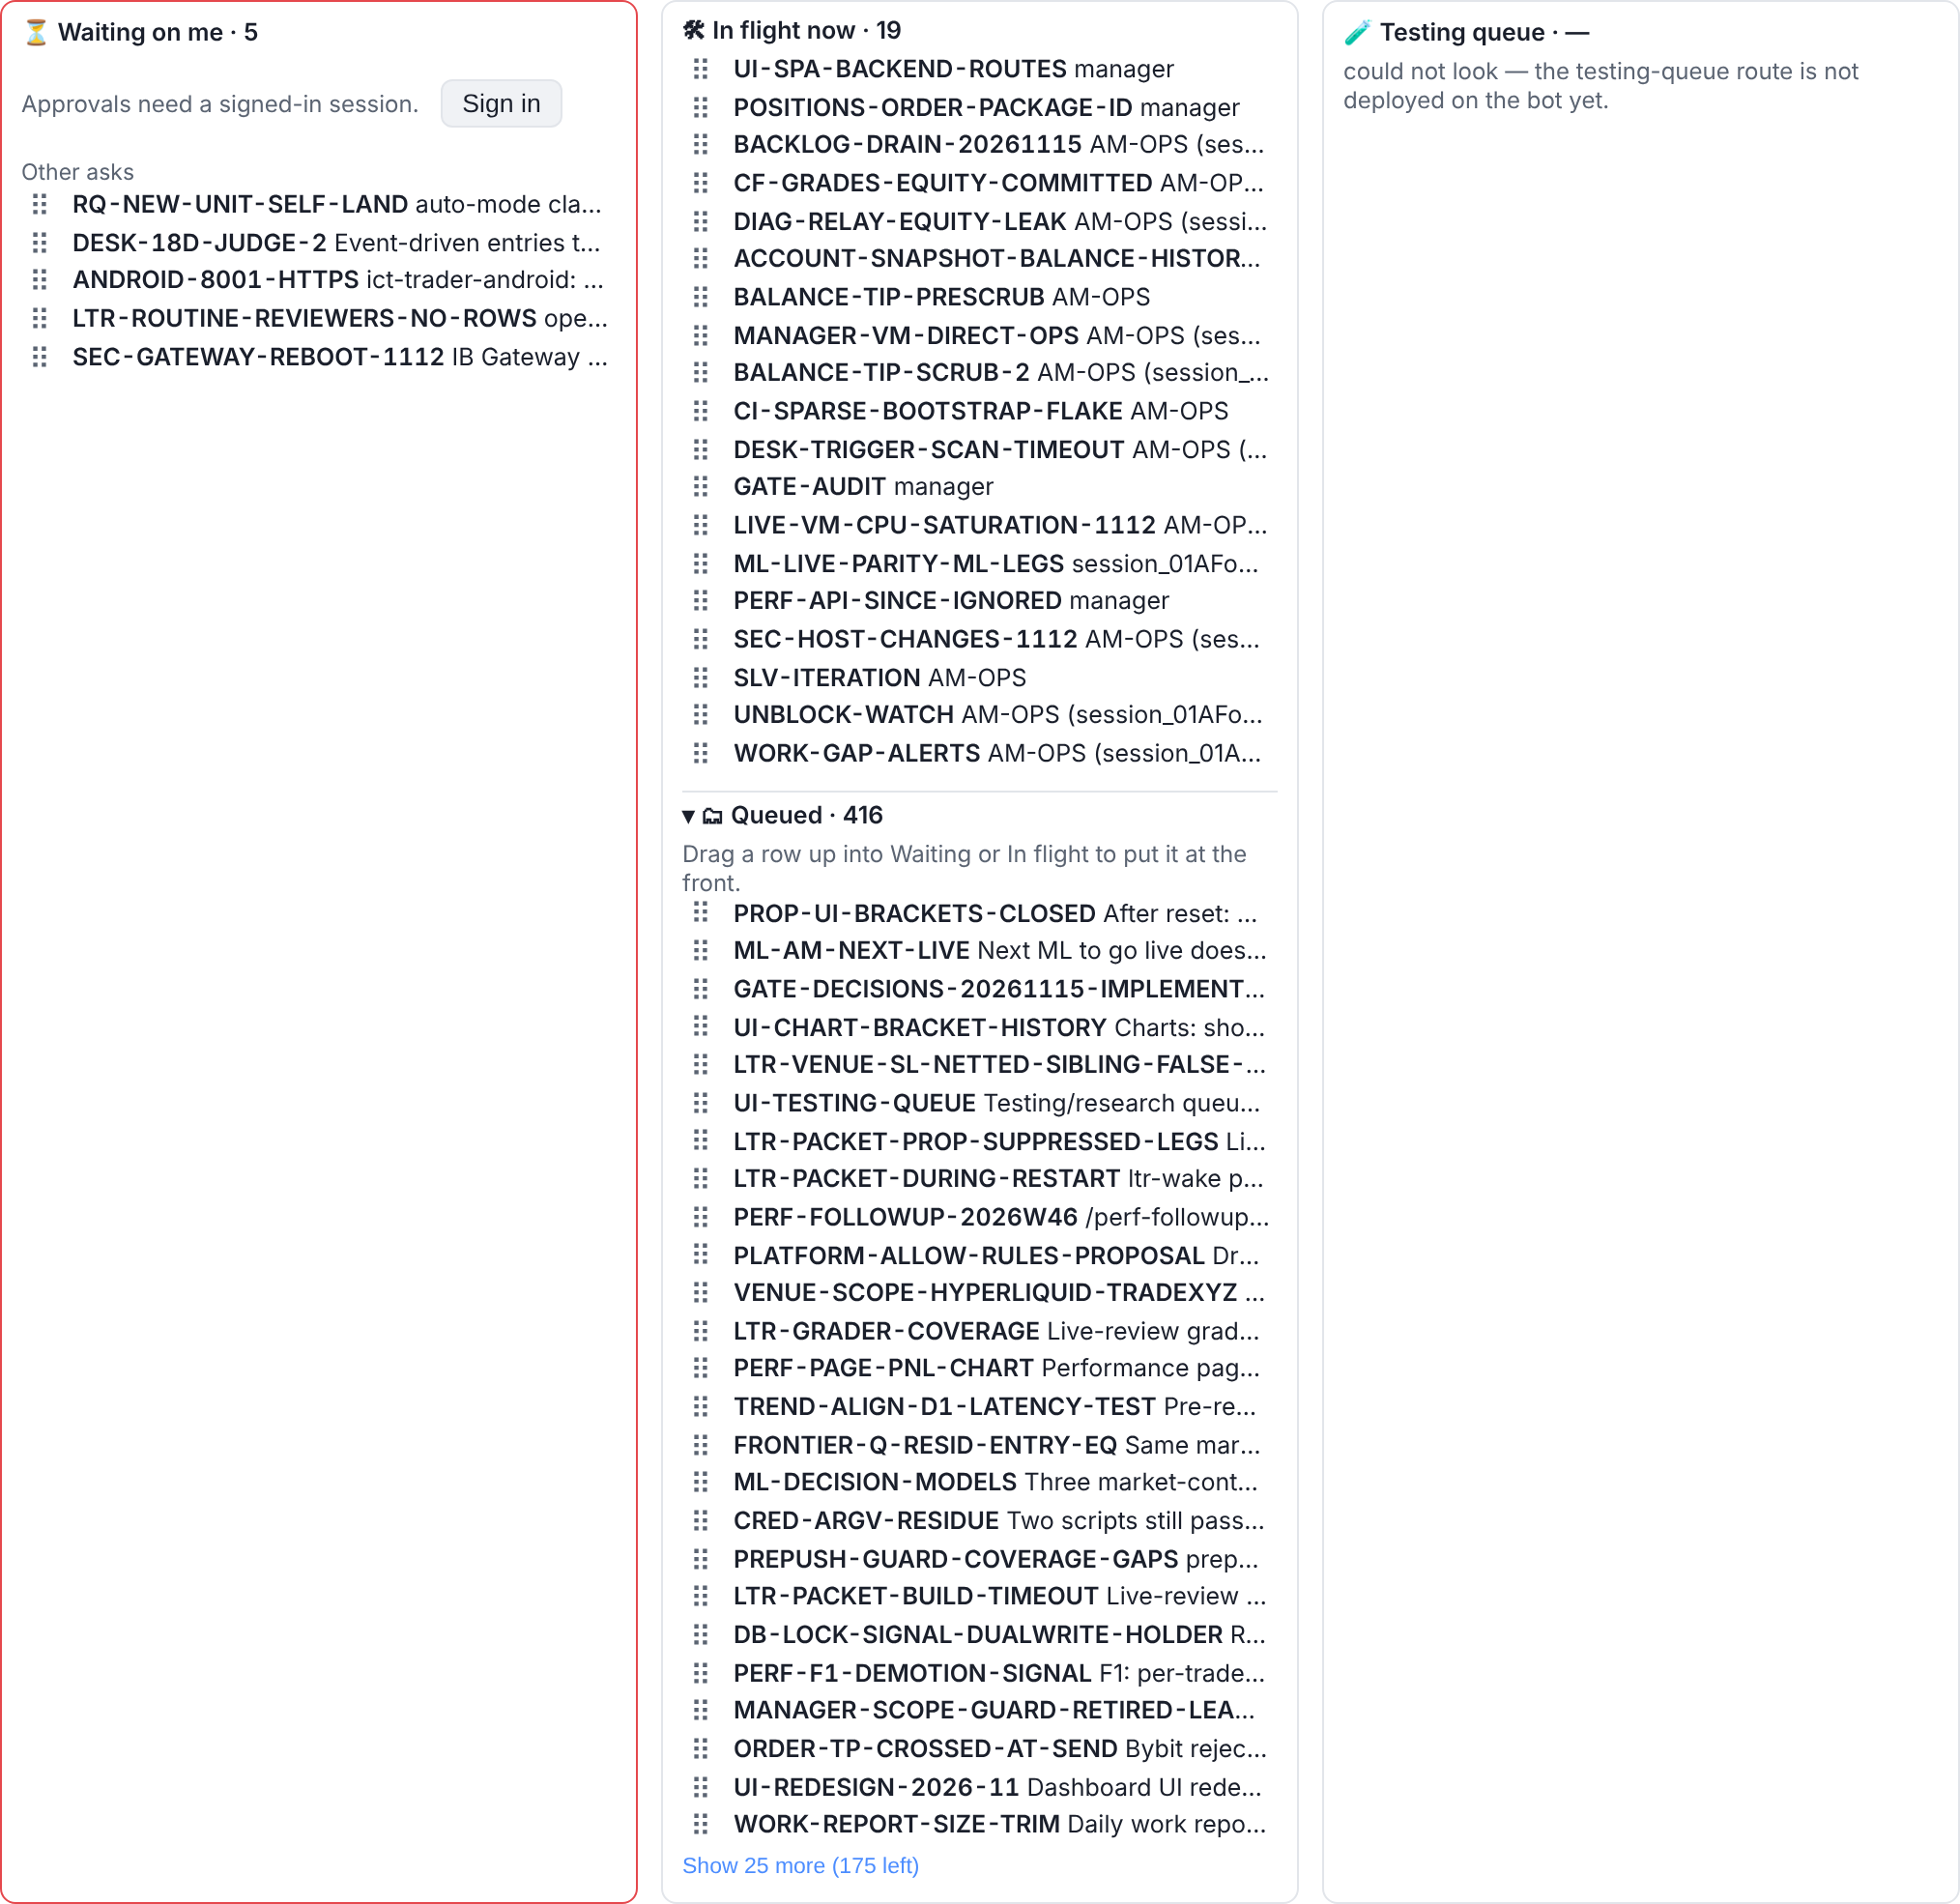 ⏳ Waiting on me · 5
Approvals need a signed-in session.
Sign in
Other asks
RQ-NEW-UNIT-SELF-LAND auto-mode cla...
DESK-18D-JUDGE-2 Event-driven entries t...
ANDROID-8001-HTTPS ict-trader-android: ...
LTR-ROUTINE-REVIEWERS-NO-ROWS ope...
SEC-GATEWAY-REBOOT-1112 IB Gateway ...
🛠 In flight now · 19
UI-SPA-BACKEND-ROUTES manager
POSITIONS-ORDER-PACKAGE-ID manager
BACKLOG-DRAIN-20261115 AM-OPS (ses...
CF-GRADES-EQUITY-COMMITTED AM-OP...
DIAG-RELAY-EQUITY-LEAK AM-OPS (sessi...
ACCOUNT-SNAPSHOT-BALANCE-HISTOR...
BALANCE-TIP-PRESCRUB AM-OPS
MANAGER-VM-DIRECT-OPS AM-OPS (ses...
BALANCE-TIP-SCRUB-2 AM-OPS (session_...
CI-SPARSE-BOOTSTRAP-FLAKE AM-OPS
DESK-TRIGGER-SCAN-TIMEOUT AM-OPS (...
GATE-AUDIT manager
LIVE-VM-CPU-SATURATION-1112 AM-OP...
ML-LIVE-PARITY-ML-LEGS session_01AFo...
PERF-API-SINCE-IGNORED manager
SEC-HOST-CHANGES-1112 AM-OPS (ses...
SLV-ITERATION AM-OPS
UNBLOCK-WATCH AM-OPS (session_01AFo...
WORK-GAP-ALERTS AM-OPS (session_01A...
▼ 🗂 Queued · 416
Drag a row up into Waiting or In flight to put it at the
front.
PROP-UI-BRACKETS-CLOSED After reset: ...
ML-AM-NEXT-LIVE Next ML to go live does...
GATE-DECISIONS-20261115-IMPLEMENT...
UI-CHART-BRACKET-HISTORY Charts: sho...
LTR-VENUE-SL-NETTED-SIBLING-FALSE-...
UI-TESTING-QUEUE Testing/research queu...
LTR-PACKET-PROP-SUPPRESSED-LEGS Li...
LTR-PACKET-DURING-RESTART ltr-wake p...
PERF-FOLLOWUP-2026W46 /perf-followup...
PLATFORM-ALLOW-RULES-PROPOSAL Dr...
VENUE-SCOPE-HYPERLIQUID-TRADEXYZ ...
LTR-GRADER-COVERAGE Live-review grad...
PERF-PAGE-PNL-CHART Performance pag...
TREND-ALIGN-D1-LATENCY-TEST Pre-re...
FRONTIER-Q-RESID-ENTRY-EQ Same mar...
ML-DECISION-MODELS Three market-cont...
CRED-ARGV-RESIDUE Two scripts still pass...
PREPUSH-GUARD-COVERAGE-GAPS prep...
LTR-PACKET-BUILD-TIMEOUT Live-review ...
DB-LOCK-SIGNAL-DUALWRITE-HOLDER R...
PERF-F1-DEMOTION-SIGNAL F1: per-trade...
MANAGER-SCOPE-GUARD-RETIRED-LEA...
ORDER-TP-CROSSED-AT-SEND Bybit rejec...
UI-REDESIGN-2026-11 Dashboard UI rede...
WORK-REPORT-SIZE-TRIM Daily work repo...
Show 25 more (175 left)
🧪 Testing queue · —
could not look — the testing-queue route is not
deployed on the bot yet.